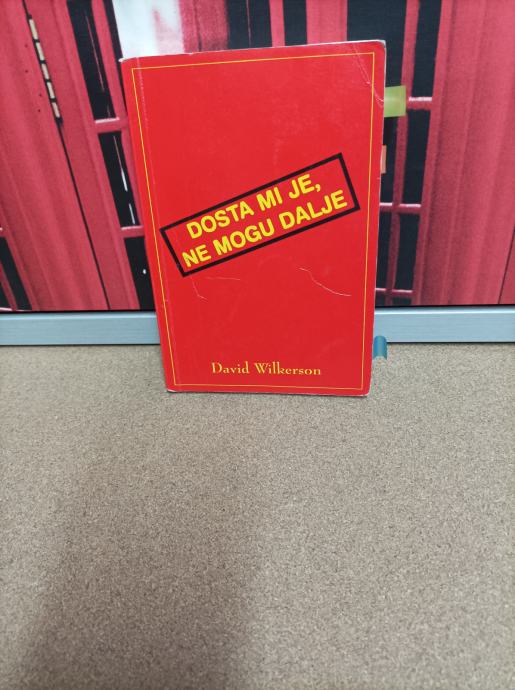 DOSTA MI JE,
NE MOGU DALJE
David Wilkerson